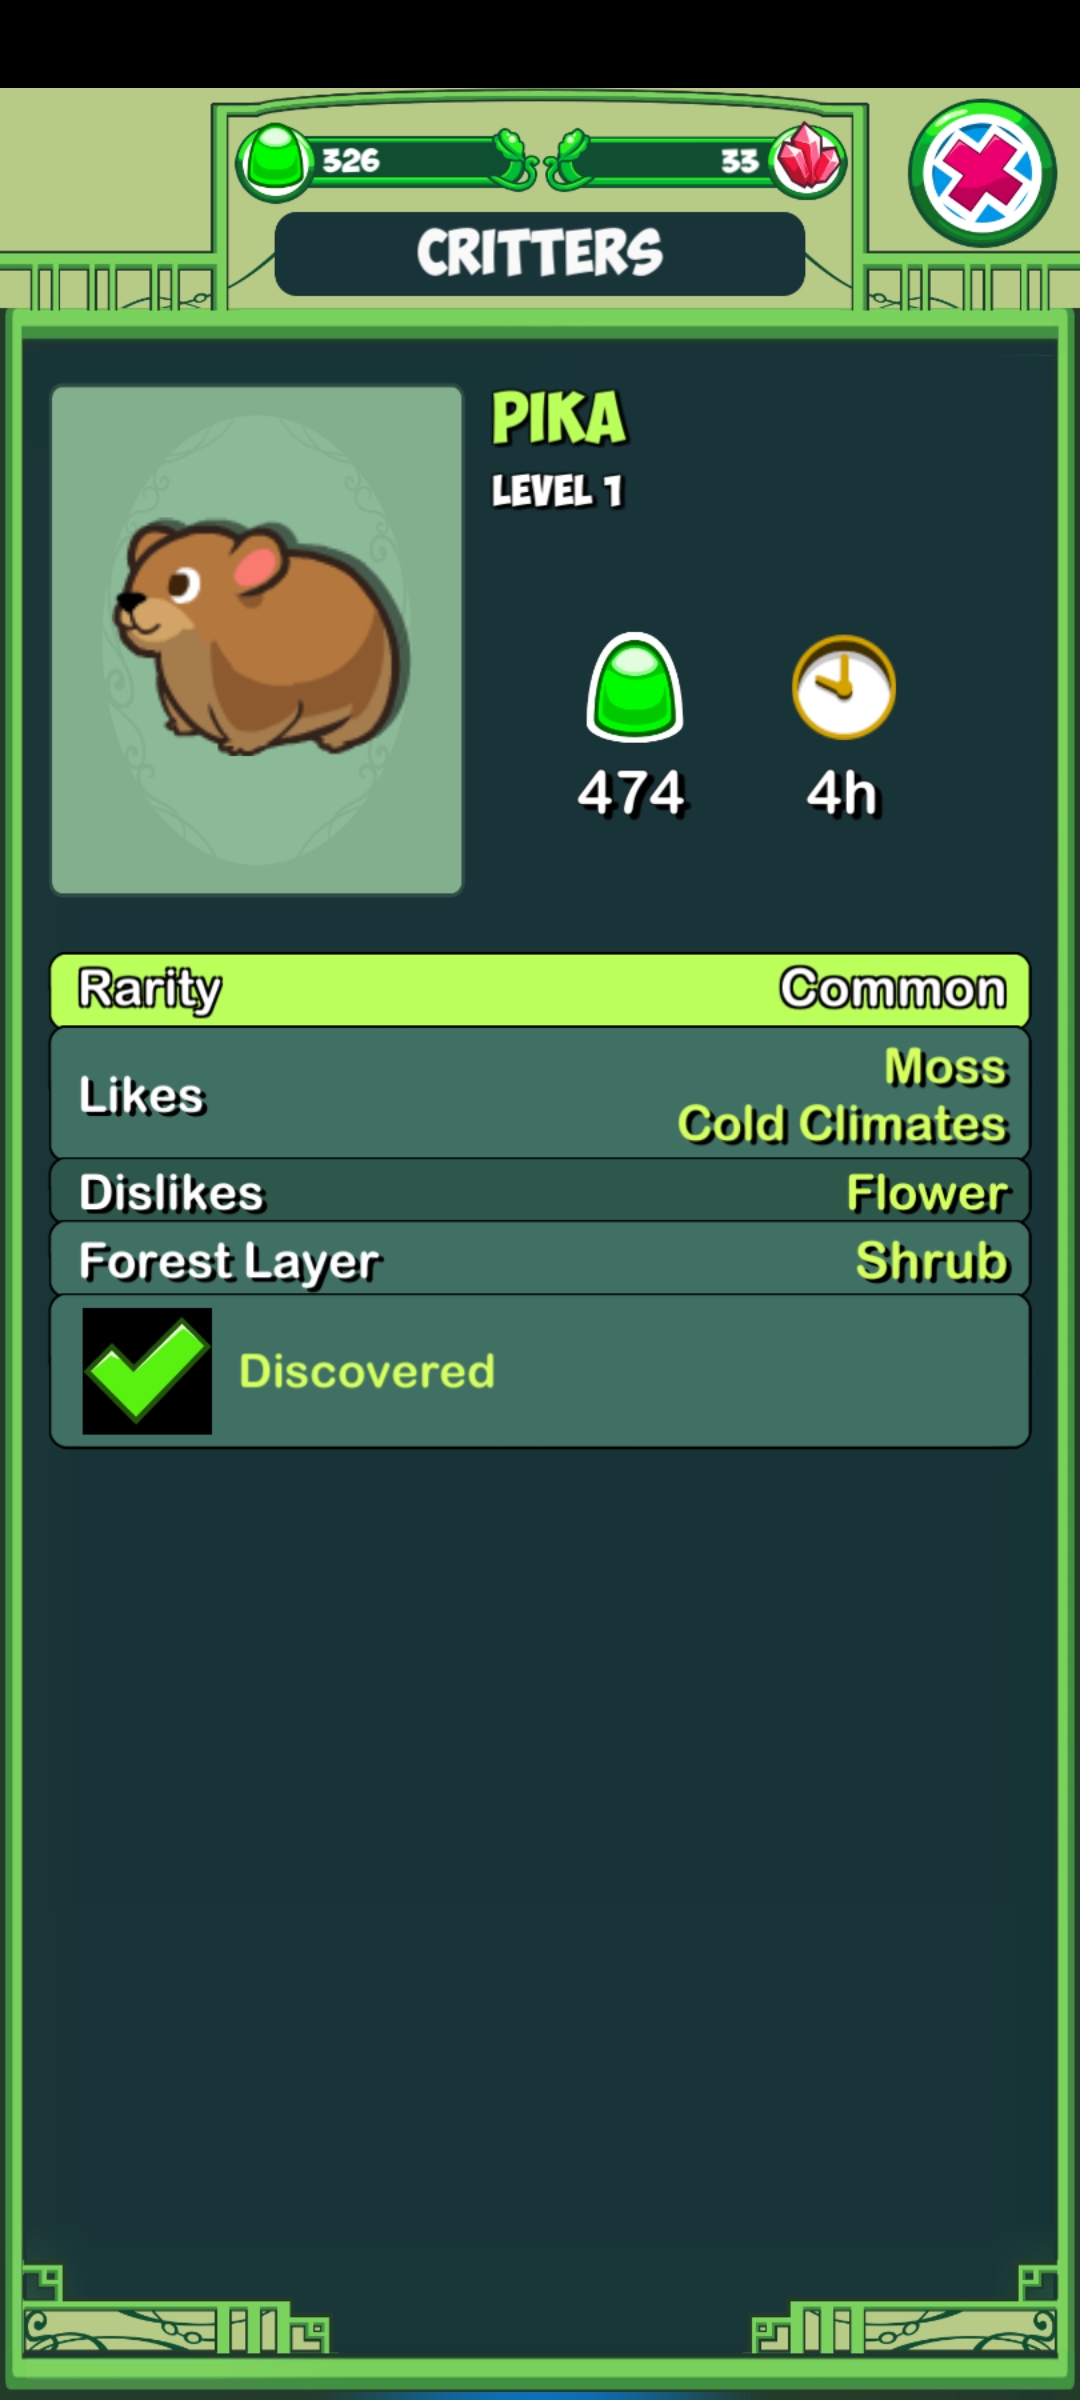 326
33
CRITTERS
PIKA
LEVEL 1
474
4h
Rarity
Common
Likes
Moss
Cold Climates
Dislikes
Flower
Forest Layer
Shrub
Discovered